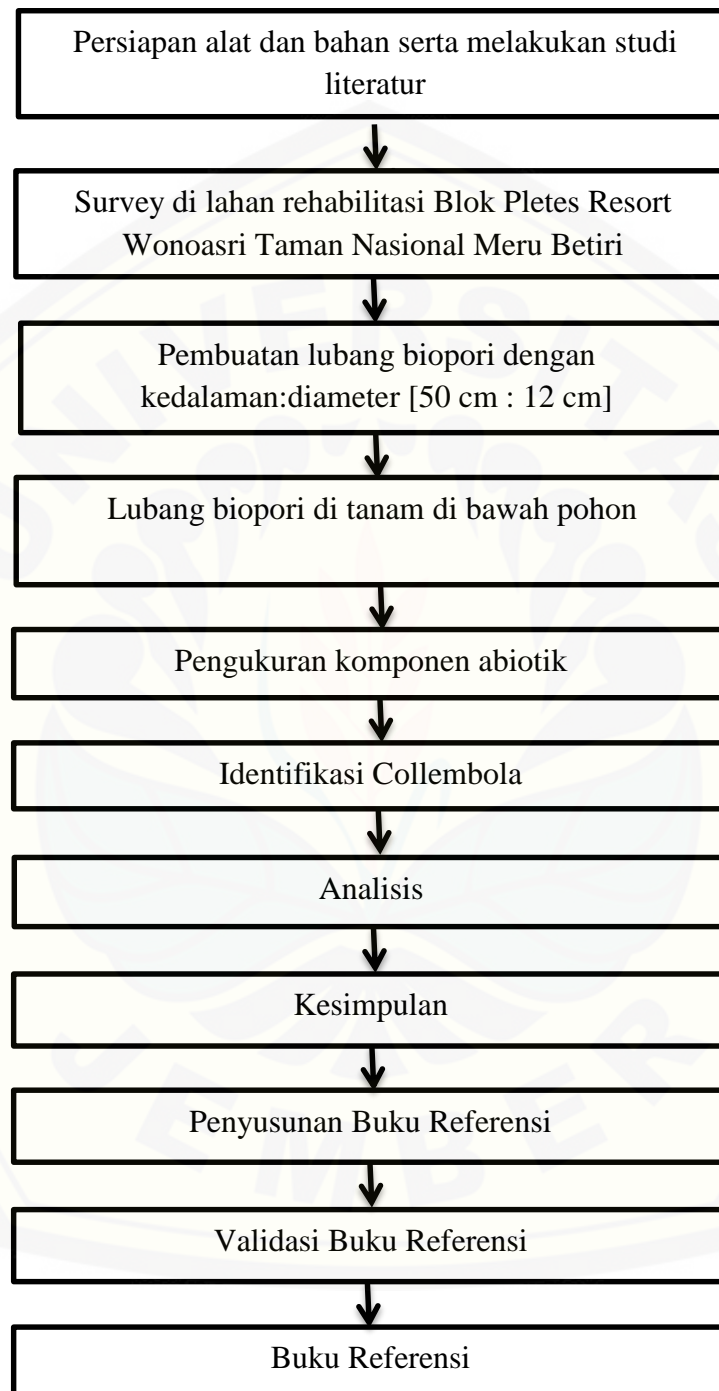 Persiapan alat dan bahan serta melakukan studi
literatur
Survey di lahan rehabilitasi Blok Pletes Resort
Wonoasri Taman Nasional Meru Betiri
Pembuatan lubang biopori dengan
kedalaman:diameter [50 cm : 12 cm]
Lubang biopori di tanam di bawah pohon
Pengukuran komponen abiotik
Identifikasi Collembola
Analisis
Kesimpulan
Penyusunan Buku Referensi
Validasi Buku Referensi
Buku Referensi
UNIVERSITAS
JEMBER